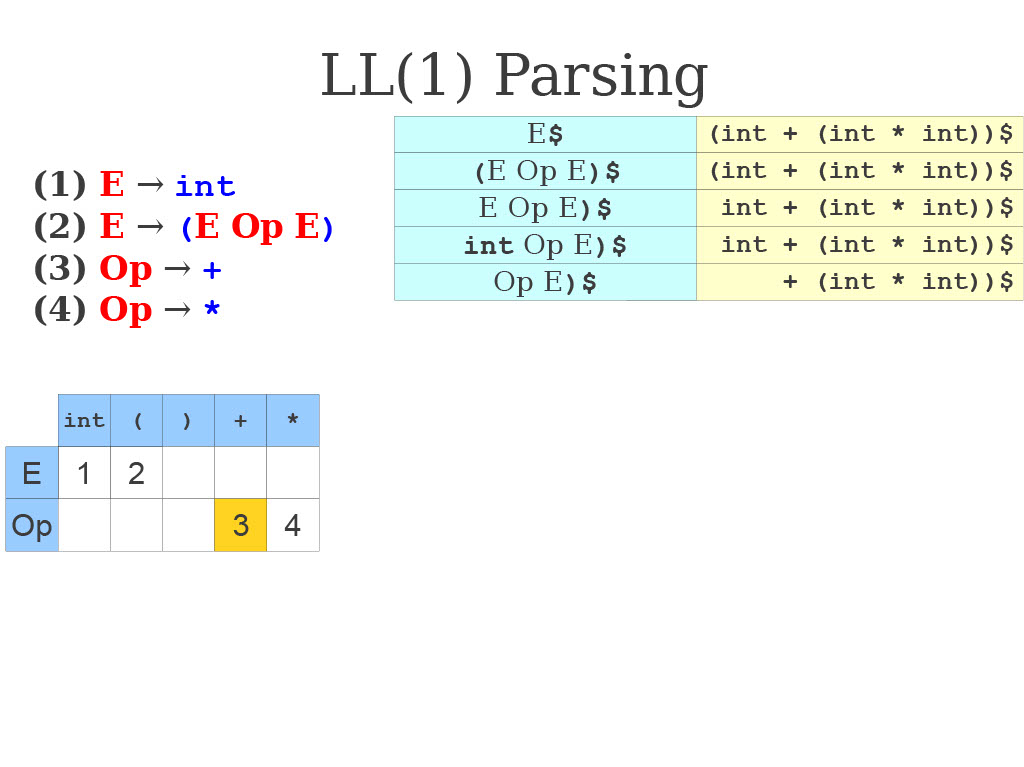 LL(1) Parsing
(1) E → int
(2) E → (E Op E)
(3) Op → +
(4) Op → *
E$ (int + (int * int))$
(E Op E)$ (int + (int * int))$
E Op E)$ int + (int * int))$
int Op E)$ int + (int * int))$
Op E)$ + (int * int))$
int ( ) + *
E 1 2
Op 3 4